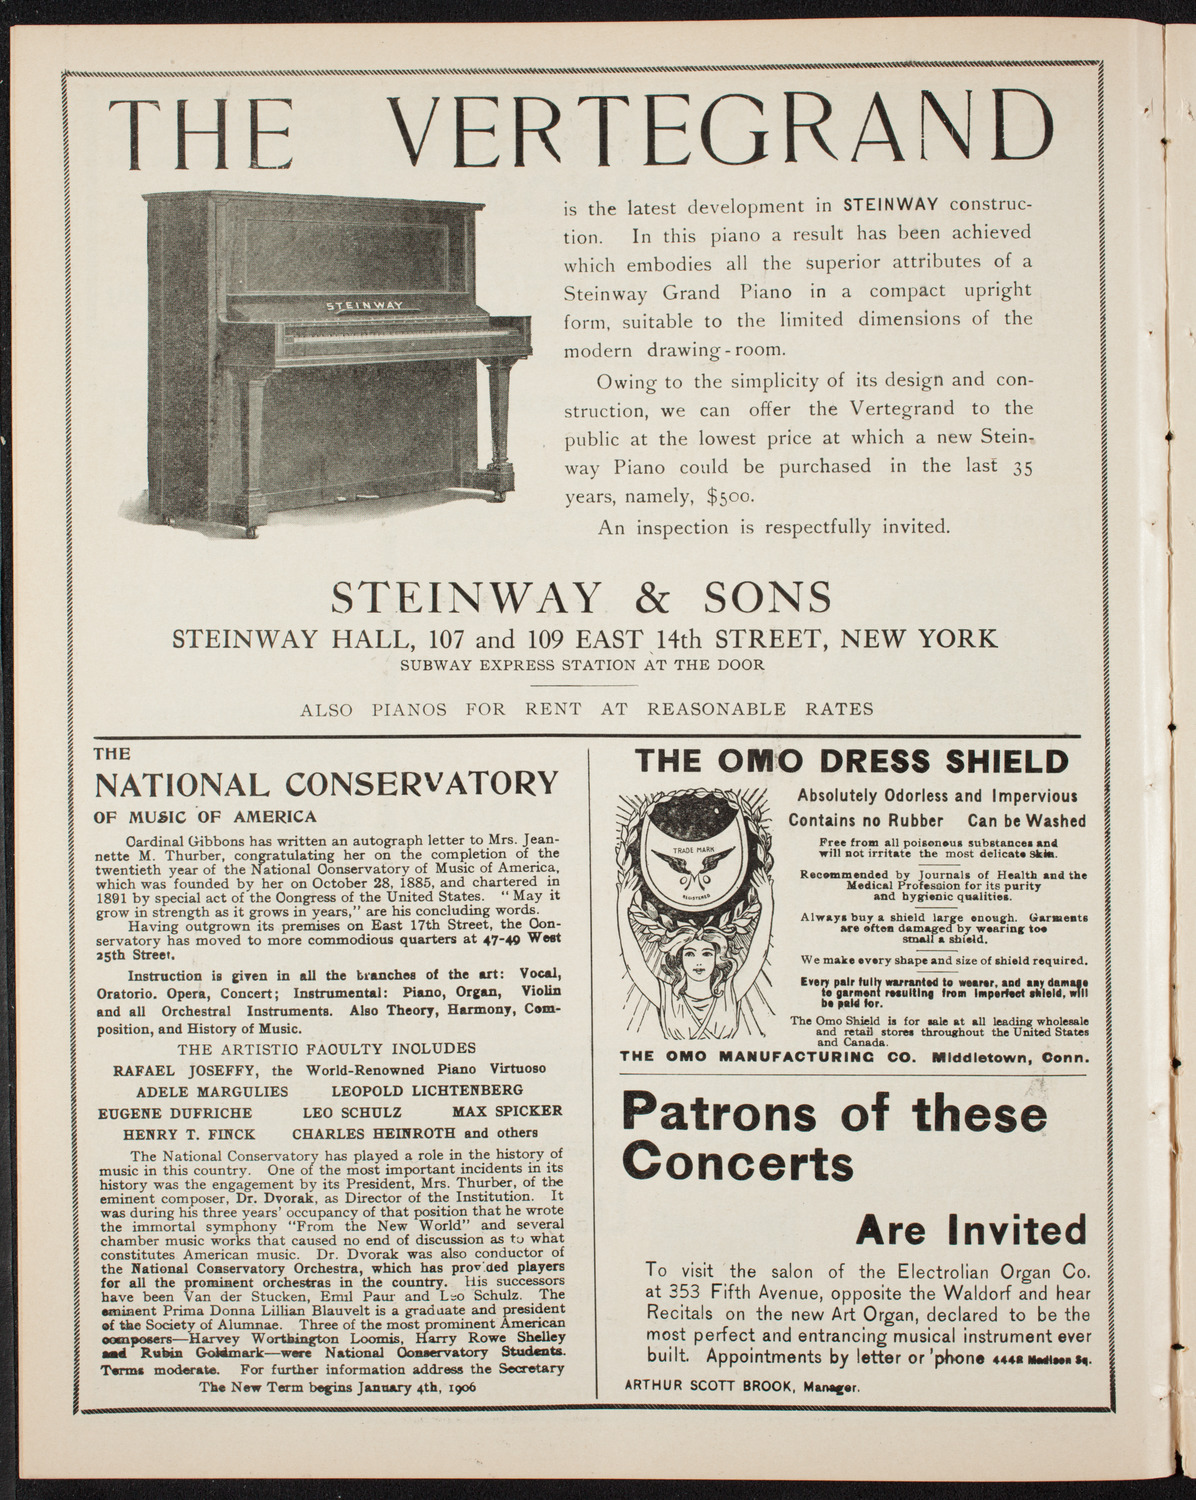 THE VERTEGRAND
STEINWAY
is the latest development in STEINWAY construc-
tion. In this piano a result has been achieved
which embodies all the superior attributes of a
Steinway Grand Piano in a compact upright
form, suitable to the limited dimensions of the
modern drawing-room.
Owing to the simplicity of its design and con-
struction, we can offer the Vertegrand to the
public at the lowest price at which a new Stein-
way Piano could be purchased in the last 35
years, namely, $500.
An inspection is respectfully invited.
STEINWAY & SONS
STEINWAY HALL, 107 and 109 EAST 14th STREET, NEW YORK
SUBWAY EXPRESS STATION AT THE DOOR
ALSO PIANOS FOR RENT AT REASONABLE RATES
THE
NATIONAL CONSERVATORY
OF MUSIC OF AMERICA
Cardinal Gibbons has written an autograph letter to Mrs. Jean-
nette M. Thurber, congratulating her on the completion of the
twentieth year of the National Conservatory of Music of America,
which was founded by her on October 28, 1885, and chartered in
1891 by special act of the Congress of the United States. "May it
grow in strength as it grows in years," are his concluding words.
Having outgrown its premises on East 17th Street, the Con-
servatory has moved to more commodious quarters at 47-49 West
25th Street.
Instruction is given in all the branches of the art: Vocal,
Oratorio. Opera, Concert; Instrumental: Piano, Organ, Violin
and all Orchestral Instruments. Also Theory, Harmony, Com-
position, and History of Music.
THE ARTISTIC FACULTY INCLUDES
RAFAEL JOSEFFY, the World-Renowned Piano Virtuoso
ADELE MARGULIES LEOPOLD LICHTENBERG
EUGENE DUFRICHE LEO SCHULZ MAX SPICKER
HENRY T. FINCK CHARLES HEINROTH and others
The National Conservatory has played a role in the history of
music in this country. One of the most important incidents in its
history was the engagement by its President, Mrs. Thurber, of the
eminent composer, Dr. Dvorak, as Director of the Institution. It
was during his three years' occupancy of that position that he wrote
the immortal symphony "From the New World" and several
chamber music works that caused no end of discussion as to what
constitutes American music. Dr. Dvorak was also conductor of
the National Conservatory Orchestra, which has provided players
for all the prominent orchestras in the country. His successors
have been Van der Stucken, Emil Paur and Leo Schulz. The
eminent Prima Donna Lillian Blauvelt is a graduate and president
of the Society of Alumnae. Three of the most prominent American
composers—Harvey Worthington Loomis, Harry Rowe Shelley
and Rubin Goldmark—were National Conservatory Students.
Terms moderate. For further information address the Secretary
The New Term begins January 4th, 1906
THE OMO DRESS SHIELD
TRADE MARK
REGISTERED
Absolutely Odorless and Impervious
Contains no Rubber Can be Washed
Free from all poisonous substances and
will not irritate the most delicate skin.
Recommended by Journals of Health and the
Medical Profession for its purity
and hygienic qualities.
Always buy a shield large enough. Garments
are often damaged by wearing too
small a shield.
We make every shape and size of shield required.
Every pair fully warranted to wearer, and any damage
to garment resulting from imperfect shield, will
be paid for.
The Omo Shield is for sale at all leading wholesale
and retail stores throughout the United States
and Canada.
THE OMO MANUFACTURING CO. Middletown, Conn.
Patrons of these
Concerts
Are Invited
To visit the salon of the Electrolian Organ Co.
at 353 Fifth Avenue, opposite the Waldorf and hear
Recitals on the new Art Organ, declared to be the
most perfect and entrancing musical instrument ever
built. Appointments by letter or 'phone 4448 Madison Sq.
ARTHUR SCOTT BROOK, Manager.